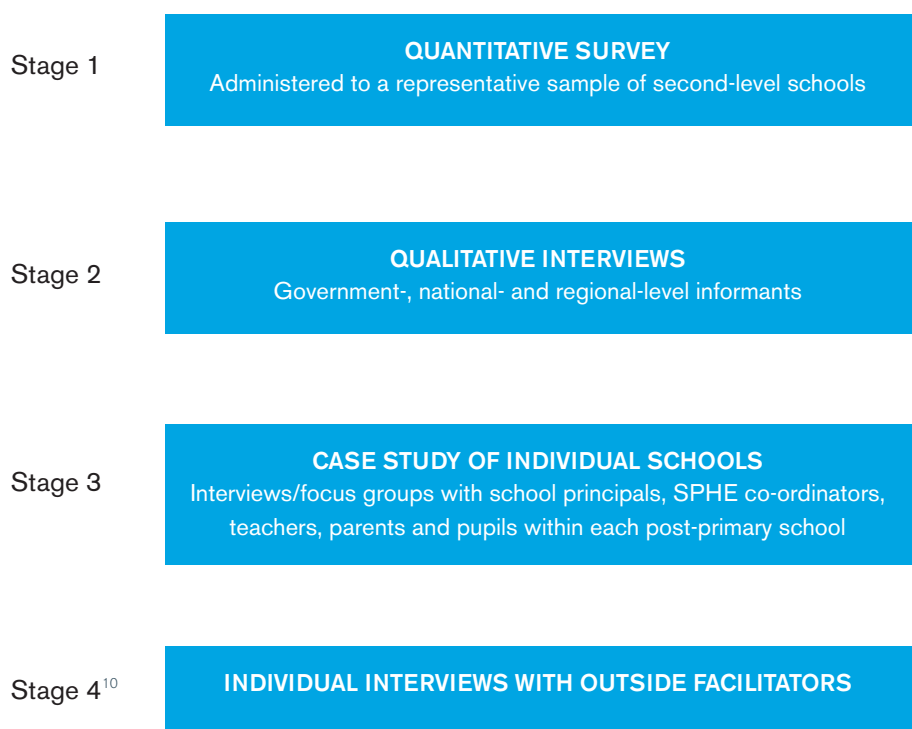 Stage 1
QUANTITATIVE SURVEY
Administered to a representative sample of second-level schools
Stage 2
QUALITATIVE INTERVIEWS
Government-, national- and regional-level informants
Stage 3
CASE STUDY OF INDIVIDUAL SCHOOLS
Interviews/focus groups with school principals, SPHE co-ordinators,
teachers, parents and pupils within each post-primary school
Stage 4¹⁰
INDIVIDUAL INTERVIEWS WITH OUTSIDE FACILITATORS